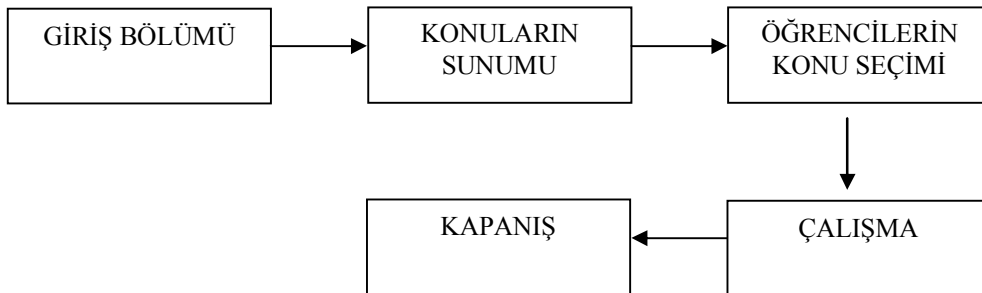 GİRİŞ BÖLÜMÜ
KONULARIN
SUNUMU
ÖĞRENCİLERİN
KONU SEÇİMİ
ÇALIŞMA
KAPANIŞ